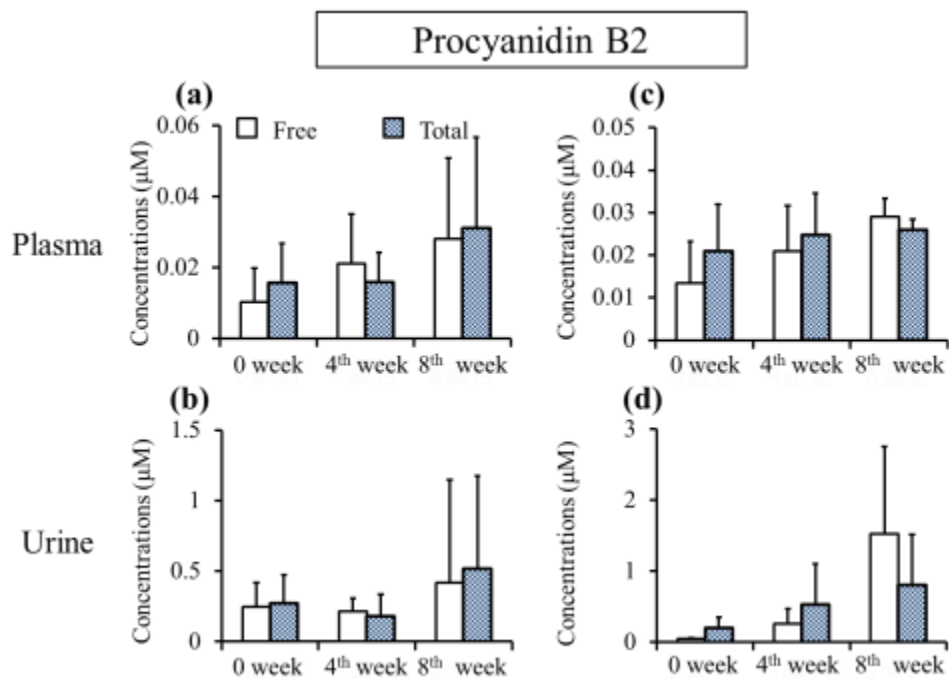 Procyanidin B2
(a)
Concentrations (μM)
0.06
0.04
0.02
0
Free
Total
0 week
4th week
8th week
(c)
Concentrations (μM)
0.05
0.04
0.03
0.02
0.01
0
0 week
4th week
8th week
Plasma
(b)
Concentrations (μM)
1.5
1
0.5
0
0 week
4th week
8th week
(d)
Concentrations (μM)
3
2
1
0
0 week
4th week
8th week
Urine